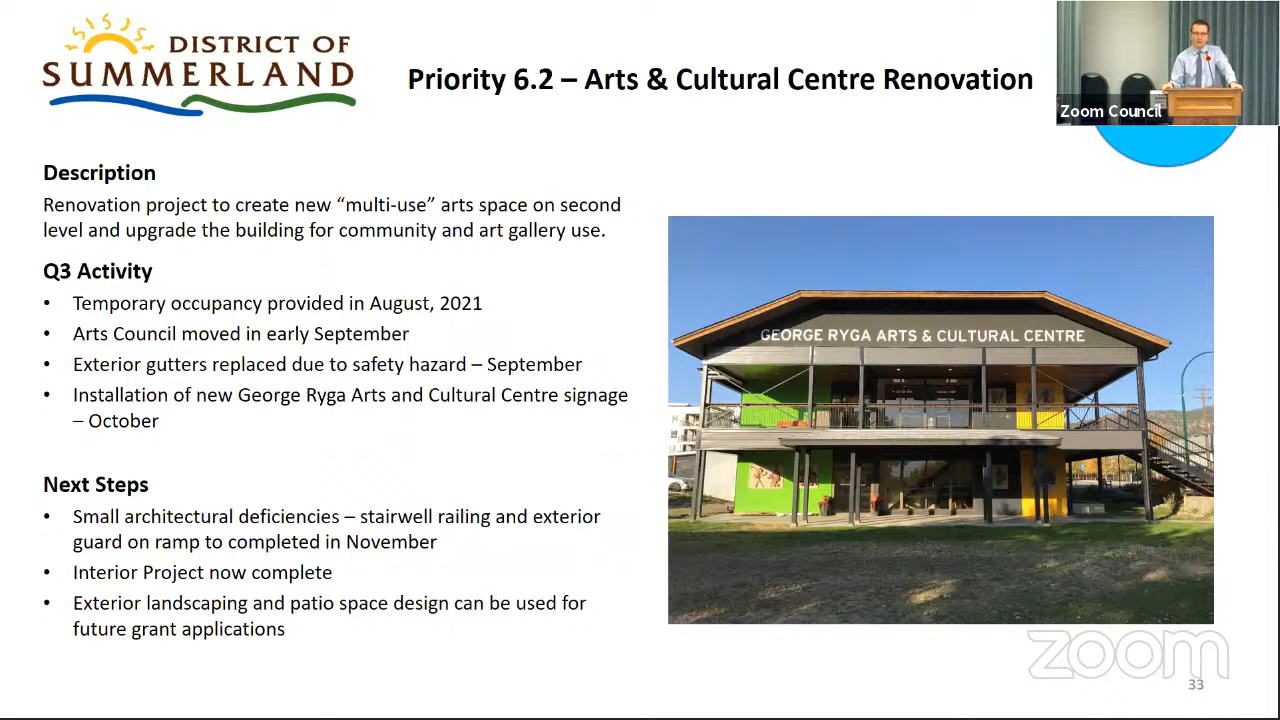 DISTRICT OF
SUMMERLAND
Priority 6.2 – Arts & Cultural Centre Renovation
Zoom Council
Description
Renovation project to create new “multi-use” arts space on second
level and upgrade the building for community and art gallery use.
Q3 Activity
• Temporary occupancy provided in August, 2021
• Arts Council moved in early September
• Exterior gutters replaced due to safety hazard – September
• Installation of new George Ryga Arts and Cultural Centre signage
– October
Next Steps
• Small architectural deficiencies – stairwell railing and exterior
guard on ramp to completed in November
• Interior Project now complete
• Exterior landscaping and patio space design can be used for
future grant applications
GEORGE RYGA ARTS & CULTURAL CENTRE
zoom
33